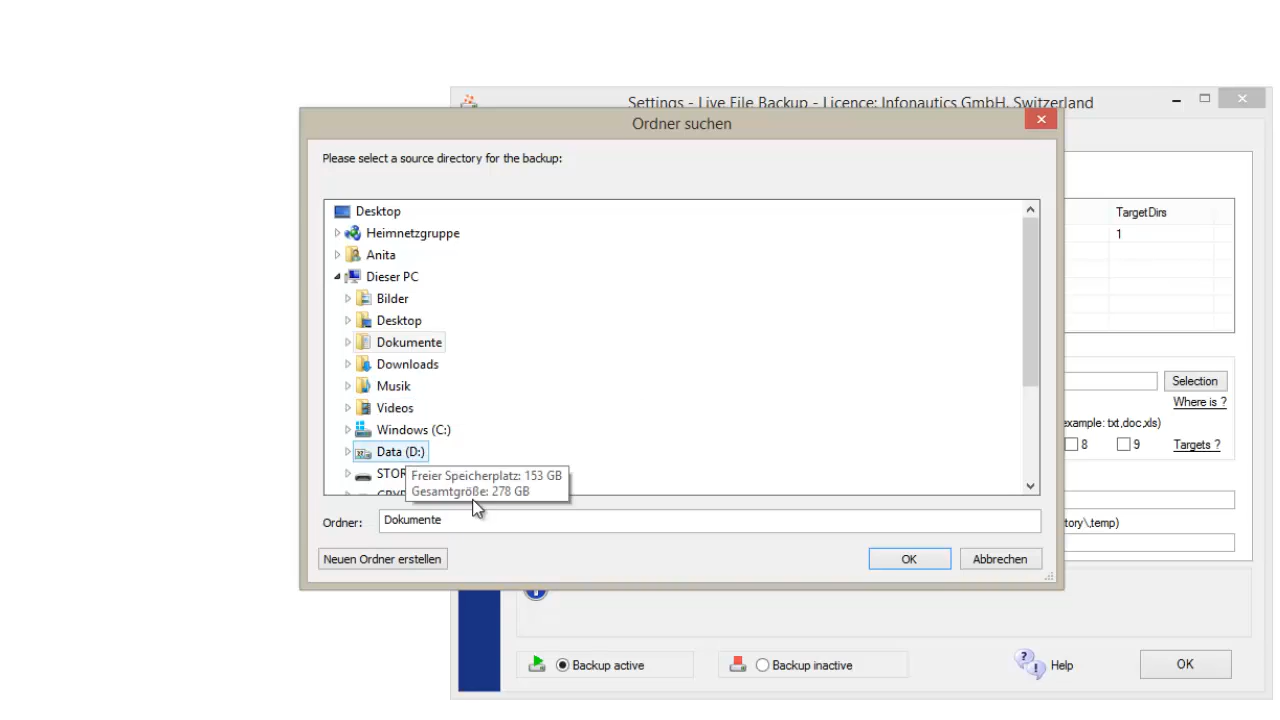 Settings - Live File Backup - Licence: Infonautics GmbH, Switzerland
Ordner suchen
Please select a source directory for the backup:
Desktop
Heimnetzgruppe
Anita
Dieser PC
Bilder
Desktop
Dokumente
Downloads
Musik
Videos
Windows (C:)
Data (D:)
STOR
Freier Speicherplatz: 153 GB
Gesamtgröße: 278 GB
Ordner: Dokumente
Neuen Ordner erstellen
OK
Abbrechen
TargetDirs
1
Selection
Where is ?
example: txt,doc,xls)
8
9
Targets ?
tory\.temp)
Backup active
Backup inactive
Help
OK